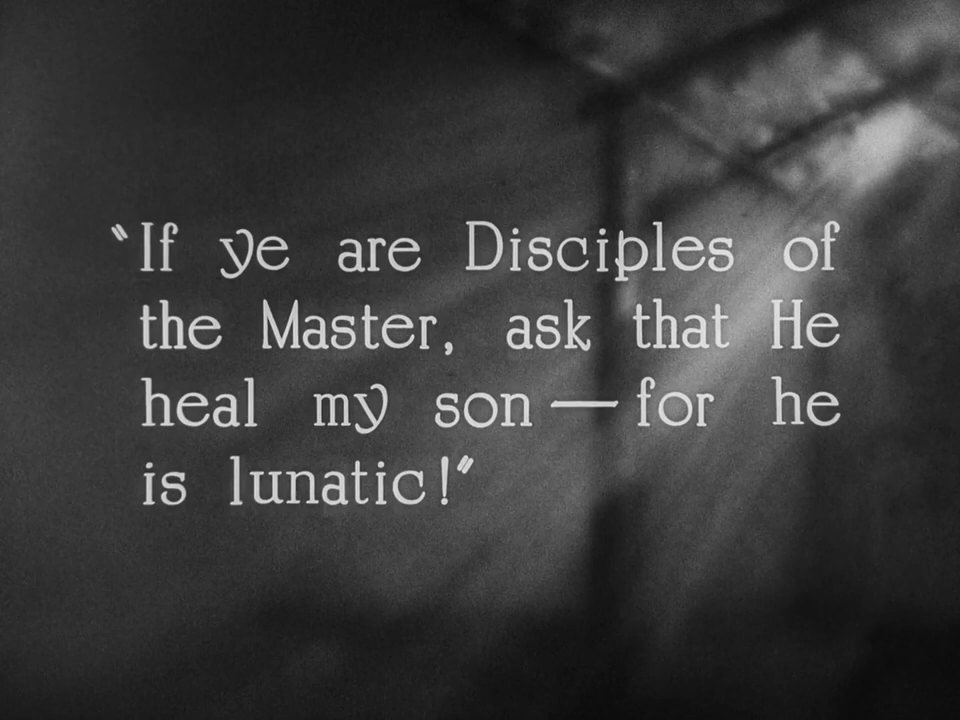 "If ye are Disciples of
the Master, ask that He
heal my son — for he
is lunatic!"